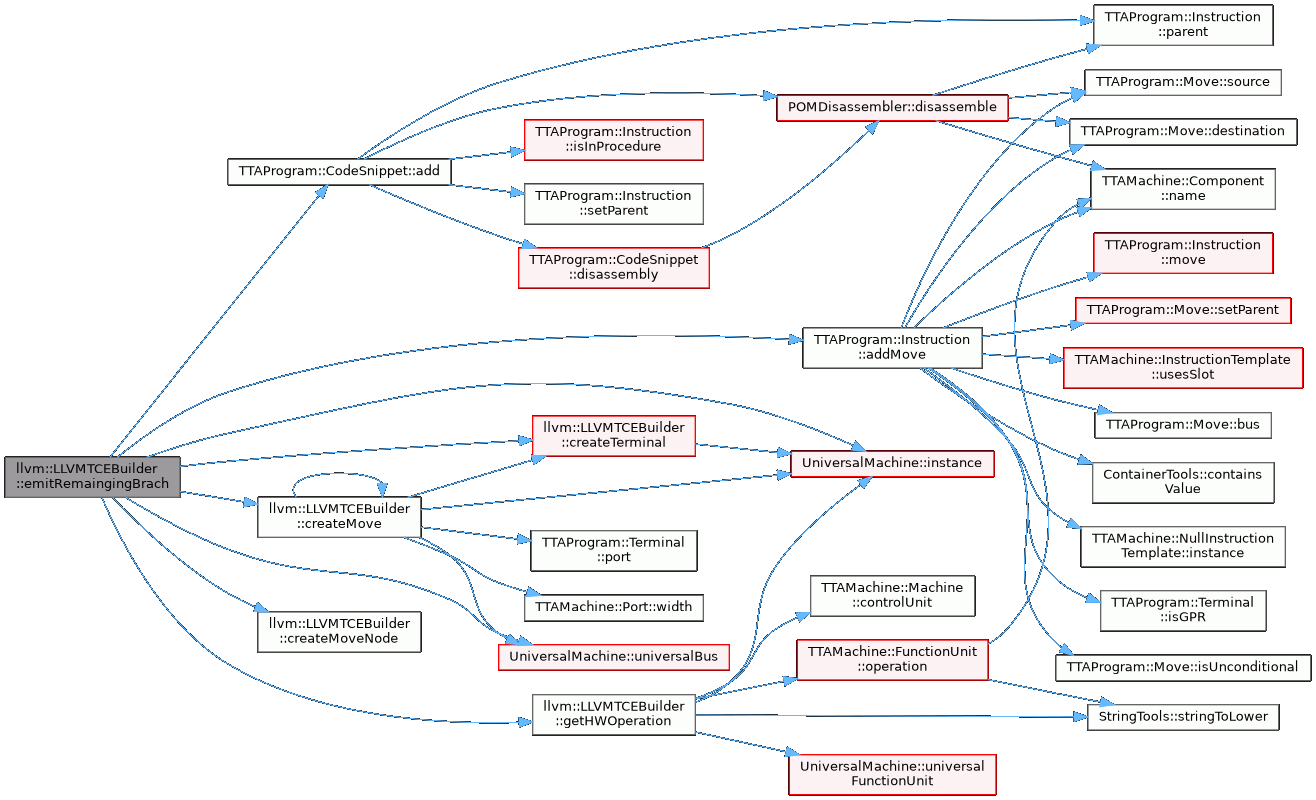 llvm::LLVMTCEBuilder
::emitRemaingingBrach
TTAProgram::CodeSnippet::add
llvm::LLVMTCEBuilder
::createMove
llvm::LLVMTCEBuilder
::createMoveNode
TTAProgram::Instruction
::isInProcedure
TTAProgram::Instruction
::setParent
TTAProgram::CodeSnippet
::disassembly
llvm::LLVMTCEBuilder
::createTerminal
TTAProgram::Terminal
::port
TTAMachine::Port::width
UniversalMachine::universalBus
llvm::LLVMTCEBuilder
::getHWOperation
POMDisassembler::disassemble
TTAProgram::Instruction
::addMove
UniversalMachine::instance
TTAMachine::Machine
::controlUnit
TTAMachine::FunctionUnit
::operation
UniversalMachine::universal
FunctionUnit
TTAProgram::Instruction
::parent
TTAProgram::Move::source
TTAProgram::Move::destination
TTAMachine::Component
::name
TTAProgram::Instruction
::move
TTAProgram::Move::setParent
TTAMachine::InstructionTemplate
::usesSlot
TTAProgram::Move::bus
ContainerTools::contains
Value
TTAMachine::NullInstruction
Template::instance
TTAProgram::Terminal
::isGPR
TTAProgram::Move::isUnconditional
StringTools::stringToLower